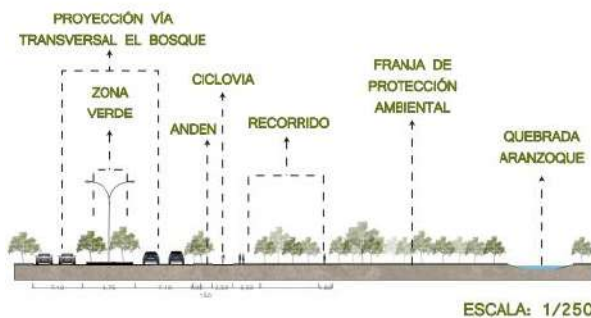 PROYECCIÓN VÍA
TRANSVERSAL EL BOSQUE
ZONA
VERDE
ANDEN
CICLOVIA
RECORRIDO
FRANJA DE
PROTECCIÓN
AMBIENTAL
QUEBRADA
ARANZOQUE
ESCALA: 1/250